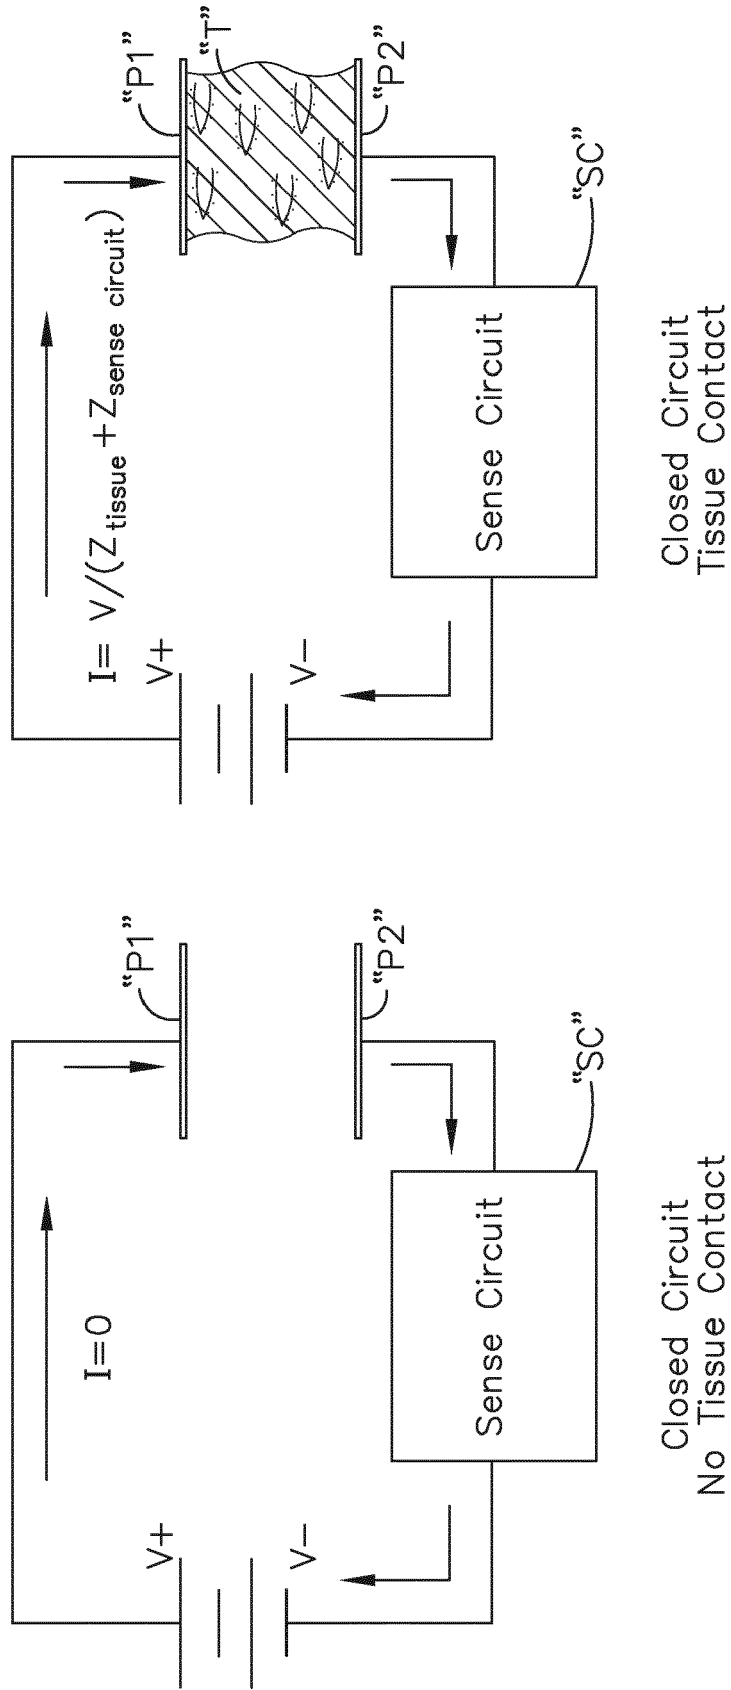 I=0
V+
V−
“P1”
“P2”
Sense Circuit
“SC”
Closed Circuit
No Tissue Contact
I= V/(Ztissue+Zsense circuit)
V+
V−
“P1”
“T”
“P2”
Sense Circuit
“SC”
Closed Circuit
Tissue Contact